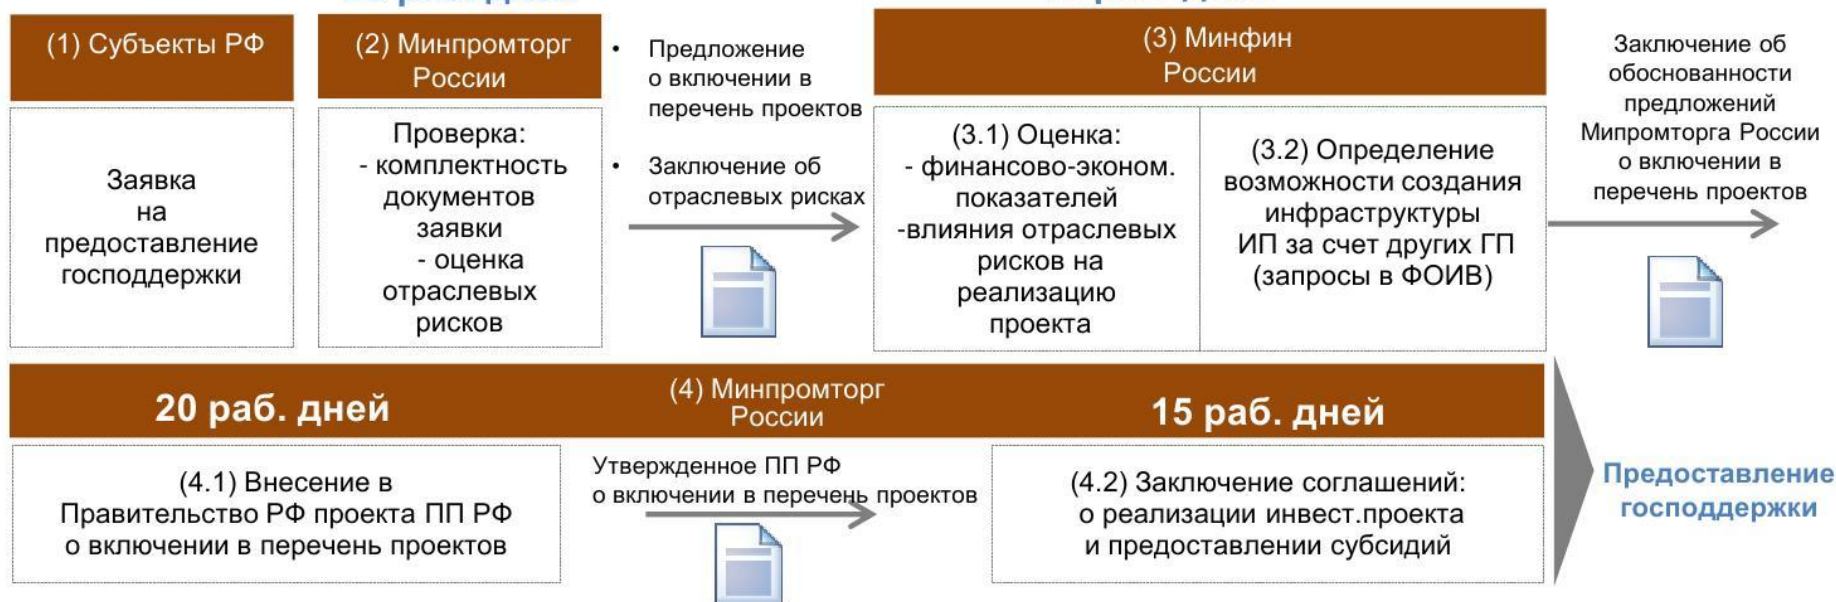 (1) Субъекты РФ
Заявка
на
предоставление
господдержки
(2) Минпромторг
России
Проверка:
- комплектность
документов
заявки
- оценка
отраслевых
рисков
• Предложение
о включении в
перечень проектов
• Заключение об
отраслевых рисках
(3) Минфин
России
(3.1) Оценка:
- финансово-эконом.
показателей
-влияния отраслевых
рисков на
реализацию
проекта
(3.2) Определение
возможности создания
инфраструктуры
ИП за счет других ГП
(запросы в ФОИВ)
Заключение об
обоснованности
предложений
Мипромторга России
о включении в
перечень проектов
20 раб. дней
(4) Минпромторг
России
15 раб. дней
(4.1) Внесение в
Правительство РФ проекта ПП РФ
о включении в перечень проектов
Утвержденное ПП РФ
о включении в перечень проектов
(4.2) Заключение соглашений:
о реализации инвест.проекта
и предоставлении субсидий
Предоставление
господдержки